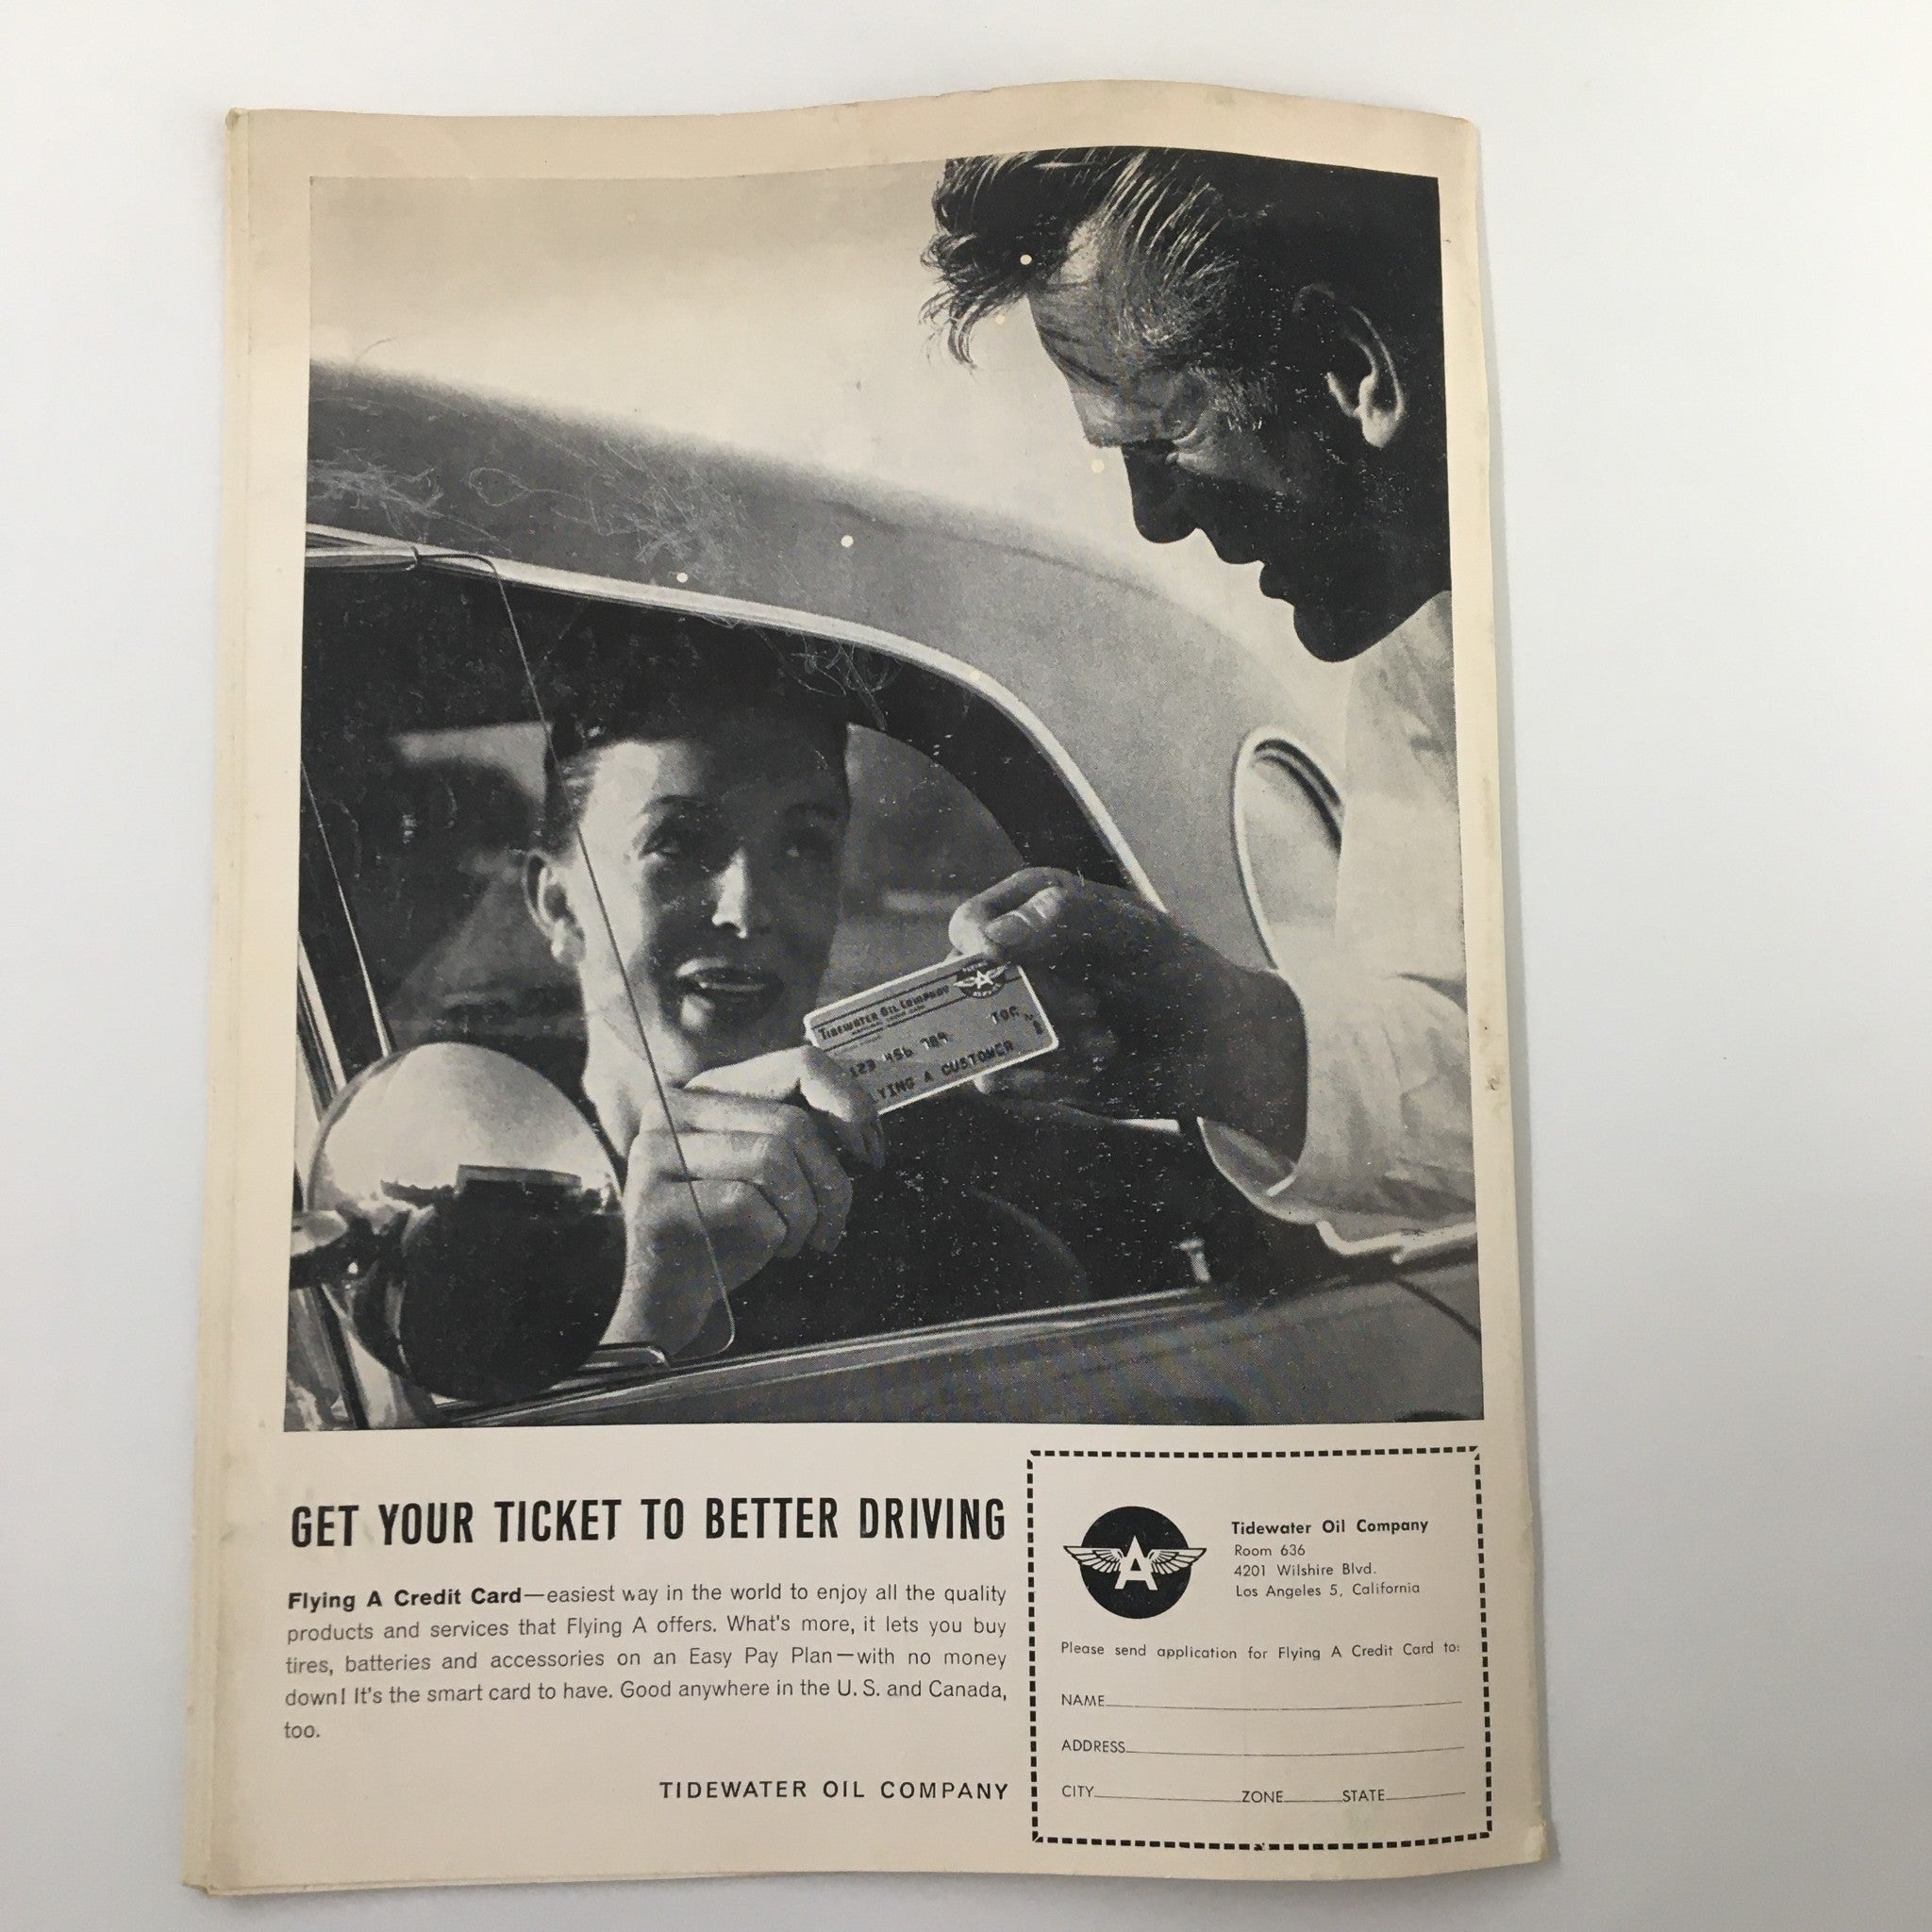 TIDEWATER OIL COMPANY
A
123 456 789 TOC
LYING A CUSTOMER
GET YOUR TICKET TO BETTER DRIVING
Flying A Credit Card—easiest way in the world to enjoy all the quality
products and services that Flying A offers. What's more, it lets you buy
tires, batteries and accessories on an Easy Pay Plan—with no money
down! It's the smart card to have. Good anywhere in the U. S. and Canada,
too.
TIDEWATER OIL COMPANY
A
Tidewater Oil Company
Room 636
4201 Wilshire Blvd.
Los Angeles 5, California
Please send application for Flying A Credit Card to:
NAME
ADDRESS
CITY ZONE STATE